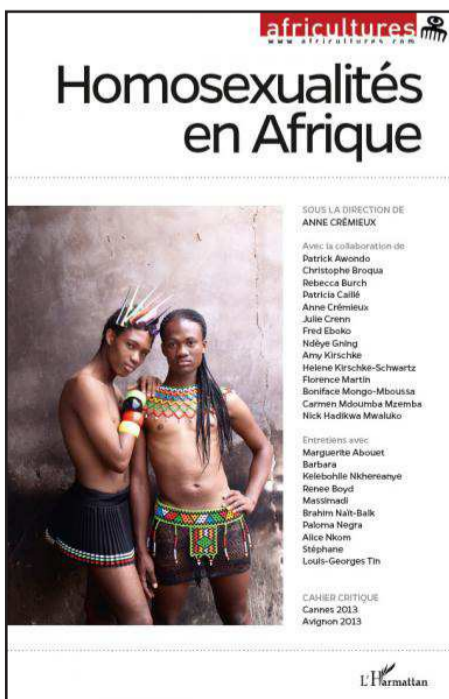 africultures
www.africultures.com
Homosexualités
en Afrique
SOUS LA DIRECTION DE
ANNE CRÉMIEUX
Avec la collaboration de
Patrick Awondo
Christophe Broqua
Rebecca Burch
Patricia Caillé
Anne Crémieux
Julie Crenn
Fred Eboko
Ndèye Gning
Amy Kirschke
Helene Kirschke-Schwartz
Florence Martin
Boniface Mongo-Mboussa
Carmen Mdoumba Mzemba
Nick Hadikwa Mwaluko
Entretiens avec
Marguerite Abouet
Barbara
Kelebohile Nkhereanye
Renee Boyd
Massimadi
Brahim Naït-Balk
Paloma Negra
Alice Nkom
Stéphane
Louis-Georges Tin
CAHIER CRITIQUE
Cannes 2013
Avignon 2013
L'Harmattan